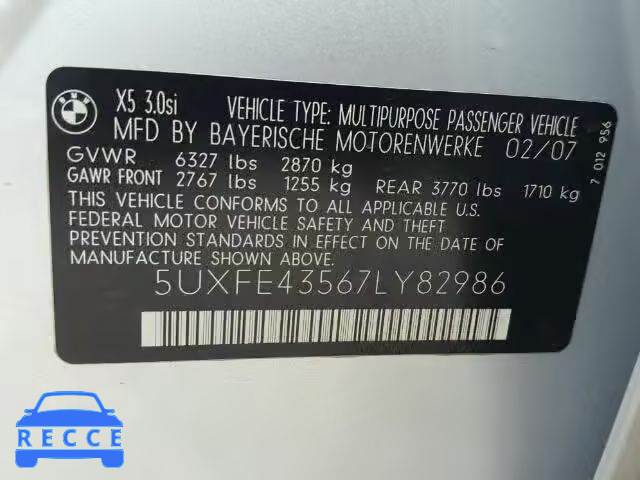 BMW
X5 3.0si VEHICLE TYPE: MULTIPURPOSE PASSENGER VEHICLE
MFD BY BAYERISCHE MOTORENWERKE 02/07
GVWR 6327 lbs 2870 kg
GAWR FRONT 2767 lbs 1255 kg REAR 3770 lbs 1710 kg
THIS VEHICLE CONFORMS TO ALL APPLICABLE U.S.
FEDERAL MOTOR VEHICLE SAFETY AND THEFT
PREVENTION STANDARDS IN EFFECT ON THE DATE
OF MANUFACTURE SHOWN ABOVE.
5UXFE43567LY82986
7 012 956
RECCE